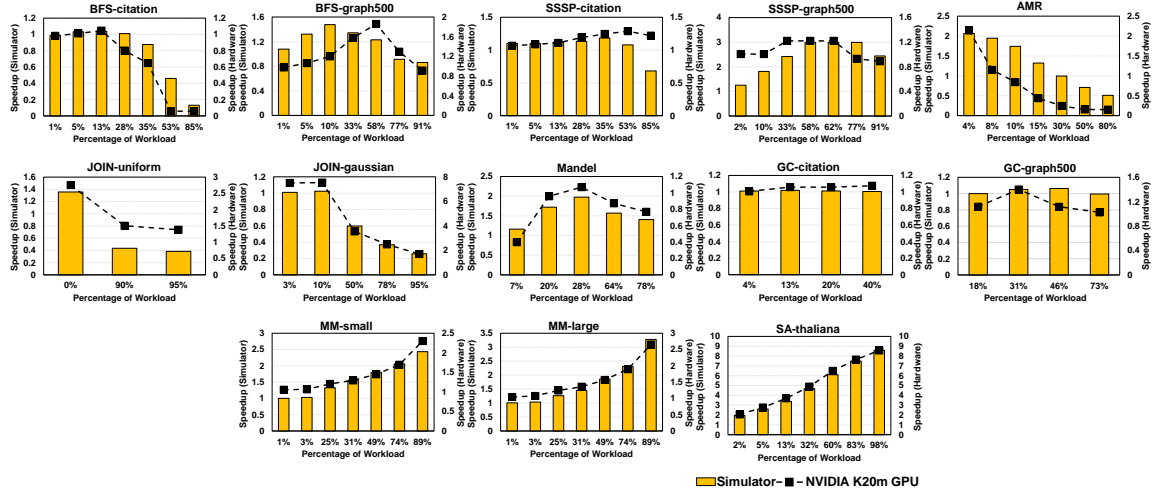 BFS-citation
Speedup (Simulator)
1.2
1
0.8
0.6
0.4
0.2
0
1.2
1
0.8
0.6
0.4
0.2
0
Speedup (Hardware)
1% 5% 13% 28% 35% 53% 85%
Percentage of Workload
BFS-graph500
Speedup (Simulator)
1.6
1.2
0.8
0.4
0
2
1.6
1.2
0.8
0.4
0
Speedup (Hardware)
1% 5% 10% 33% 58% 77% 91%
Percentage of Workload
SSSP-citation
Speedup (Simulator)
1.5
1
0.5
0
1.5
1
0.5
0
Speedup (Hardware)
1% 5% 13% 28% 35% 53% 85%
Percentage of Workload
SSSP-graph500
Speedup (Simulator)
4
3
2
1
0
1.6
1.2
0.8
0.4
0
Speedup (Hardware)
2% 10% 33% 58% 62% 77% 91%
Percentage of Workload
AMR
Speedup (Simulator)
2.5
2
1.5
1
0.5
0
2.5
2
1.5
1
0.5
0
Speedup (Hardware)
4% 8% 10% 15% 30% 50% 80%
Percentage of Workload
JOIN-uniform
Speedup (Simulator)
1.6
1.4
1.2
1
0.8
0.6
0.4
0.2
0
3
2.5
2
1.5
1
0.5
0
Speedup (Hardware)
0% 90% 95%
Percentage of Workload
JOIN-gaussian
Speedup (Simulator)
1.2
1
0.8
0.6
0.4
0.2
0
8
6
4
2
0
Speedup (Hardware)
3% 10% 50% 78% 95%
Percentage of Workload
Mandel
Speedup (Simulator)
2.5
2
1.5
1
0.5
0
1.2
1
0.8
0.6
0.4
0.2
0
Speedup (Hardware)
7% 20% 28% 64% 78%
Percentage of Workload
GC-citation
Speedup (Simulator)
1.2
1
0.8
0.6
0.4
0.2
0
1.2
1
0.8
0.6
0.4
0.2
0
Speedup (Hardware)
4% 13% 20% 40%
Percentage of Workload
GC-graph500
Speedup (Simulator)
1.2
1
0.8
0.6
0.4
0.2
0
1.6
1.2
0.8
0.4
0
Speedup (Hardware)
18% 31% 46% 73%
Percentage of Workload
MM-small
Speedup (Simulator)
3
2.5
2
1.5
1
0.5
0
2.5
2
1.5
1
0.5
0
Speedup (Hardware)
1% 3% 25% 31% 49% 74% 89%
Percentage of Workload
MM-large
Speedup (Simulator)
3.5
3
2.5
2
1.5
1
0.5
0
3
2.5
2
1.5
1
0.5
0
Speedup (Hardware)
1% 3% 25% 31% 49% 74% 89%
Percentage of Workload
SA-thaliana
Speedup (Simulator)
10
9
8
7
6
5
4
3
2
1
0
10
9
8
7
6
5
4
3
2
1
0
Speedup (Hardware)
2% 5% 13% 32% 60% 83% 98%
Percentage of Workload
Simulator NVIDIA K20m GPU